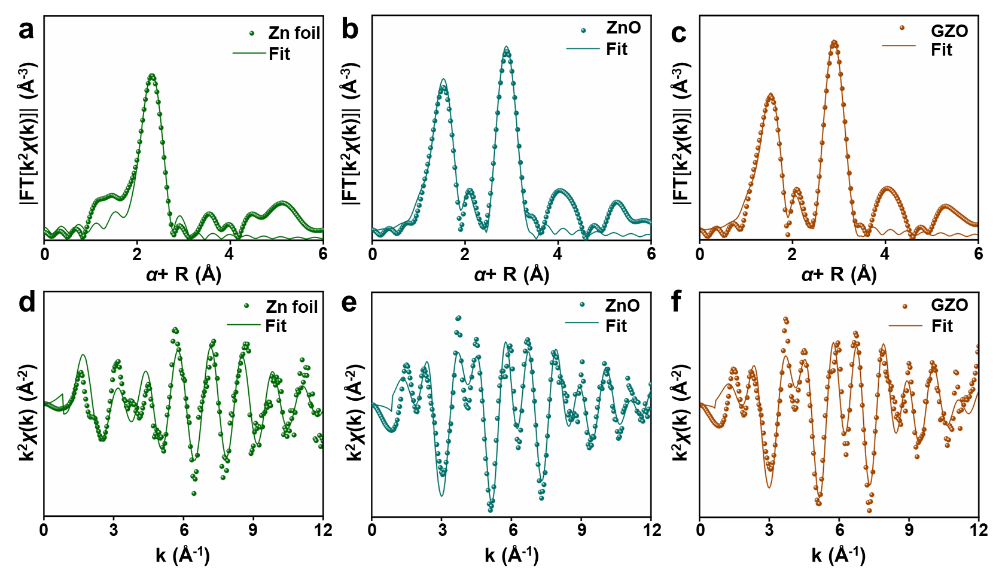 a
Zn foil
Fit
|FT[k²χ(k)]| (Å⁻³)
0 2 4 6
α+ R (Å)
b
ZnO
Fit
|FT[k²χ(k)]| (Å⁻³)
0 2 4 6
α+ R (Å)
c
GZO
Fit
|FT[k²χ(k)]| (Å⁻³)
0 2 4 6
α+ R (Å)
d
Zn foil
Fit
k²χ(k) (Å⁻²)
0 3 6 9 12
k (Å⁻¹)
e
ZnO
Fit
k²χ(k) (Å⁻²)
0 3 6 9 12
k (Å⁻¹)
f
GZO
Fit
k²χ(k) (Å⁻²)
0 3 6 9 12
k (Å⁻¹)